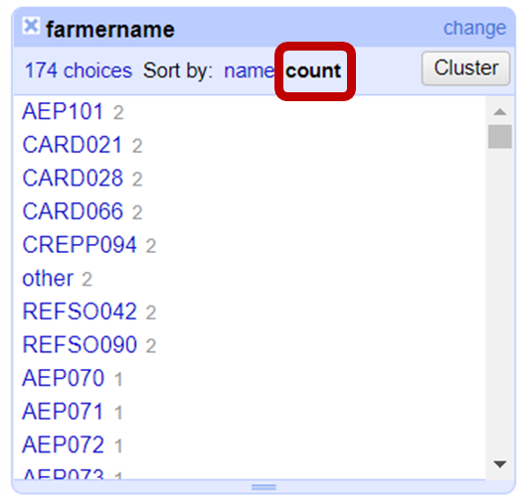 farmername change
174 choices Sort by: name count Cluster
AEP101 2
CARD021 2
CARD028 2
CARD066 2
CREPP094 2
other 2
REFSO042 2
REFSO090 2
AEP070 1
AEP071 1
AEP072 1
AEP073 1